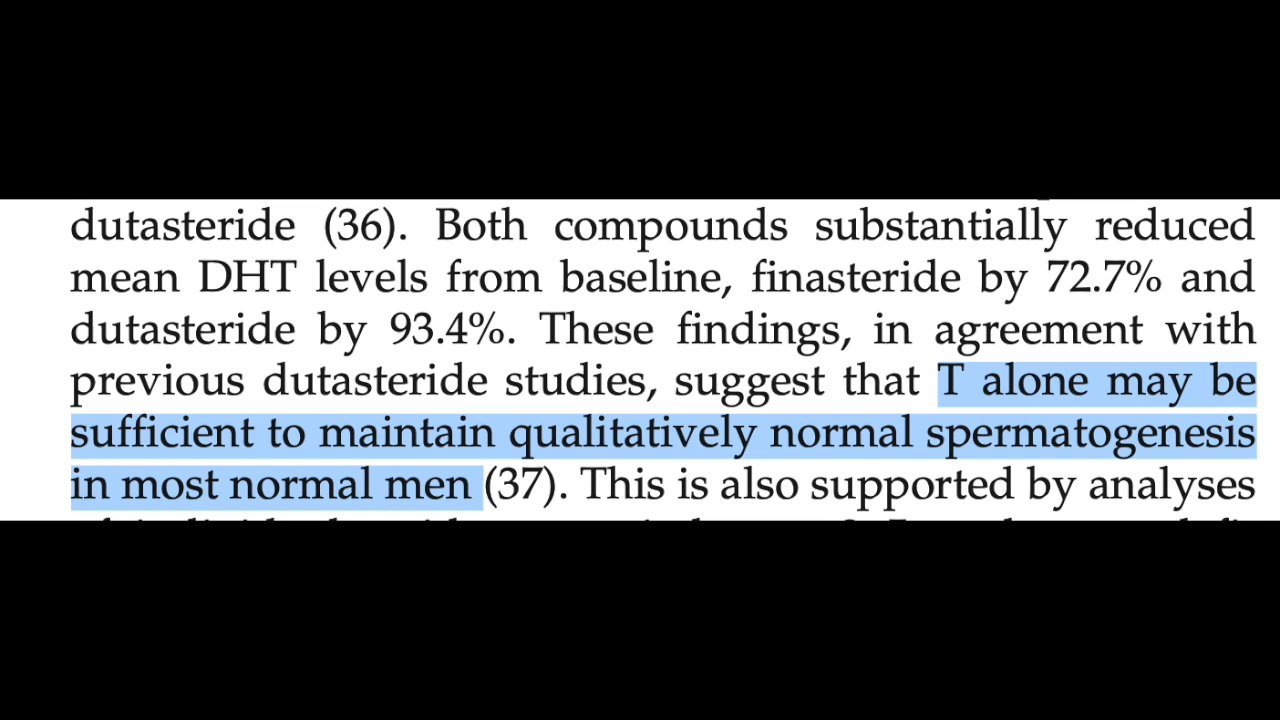 dutasteride (36). Both compounds substantially reduced
mean DHT levels from baseline, finasteride by 72.7% and
dutasteride by 93.4%. These findings, in agreement with
previous dutasteride studies, suggest that T alone may be
sufficient to maintain qualitatively normal spermatogenesis
in most normal men (37). This is also supported by analyses